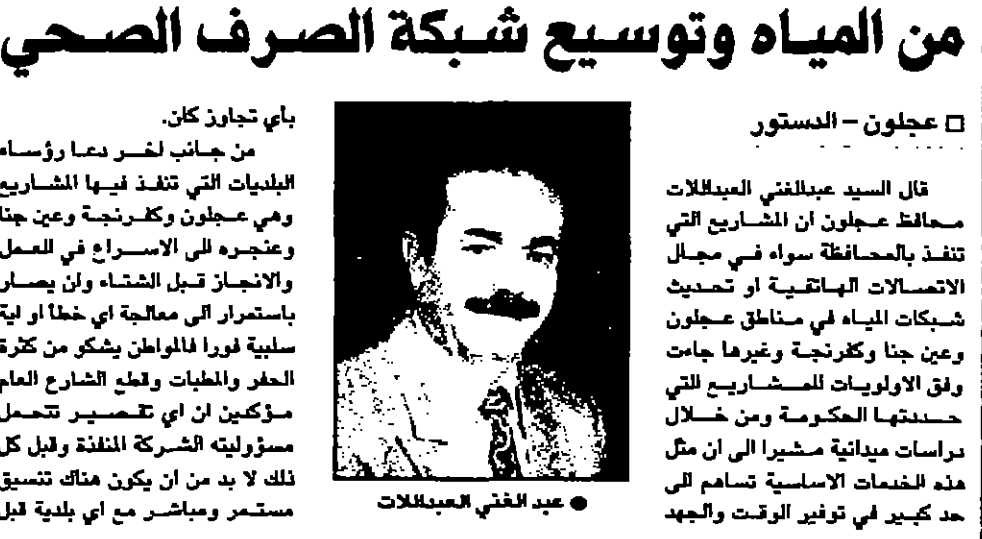 من المياه وتوسيع شبكة الصرف الصحي
□ عجلون – الدستور
قال السيد عبدالغني العبداللات
محافظ عجلون ان المشاريع التي
تنفذ بالمحافظة سواء في مجال
الاتصالات الهاتفية او تحديث
شبكات المياه في مناطق عجلون
وعين جنا وكفرنجة وغيرها جاءت
وفق الاولويات للمشاريع التي
حددتها الحكومة ومن خلال
دراسات ميدانية مشيرا الى ان مثل
هذه الخدمات الاساسية تساهم الى
حد كبير في توفير الوقت والجهد
● عبد الغني العبداللات
بأي تجاوز كان.
من جانب اخر دعا رؤساء
البلديات التي تنفذ فيها المشاريع
وهي عجلون وكفرنجة وعين جنا
وعنجره الى الاسراع في العمل
والانجاز قبل الشتاء ولن يصار
باستمرار الى معالجة اي خطأ او اية
سلبية فورا فالمواطن يشكو من كثرة
الحفر والمطبات وقطع الشارع العام
مؤكدين ان اي تقصير تتحمل
مسؤوليته الشركة المنفذة وقبل كل
ذلك لا بد من ان يكون هناك تنسيق
مستمر ومباشر مع اي بلدية قبل